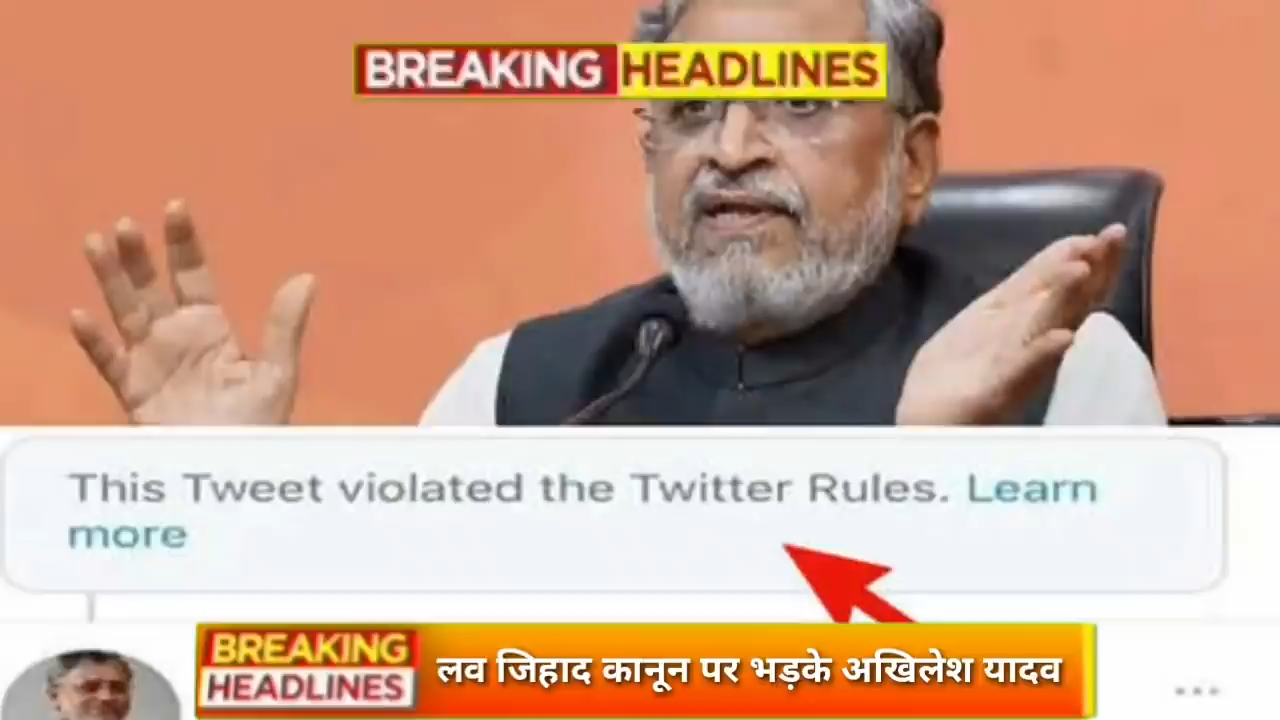 BREAKING HEADLINES
This Tweet violated the Twitter Rules. Learn
more
BREAKING
HEADLINES
लव जिहाद कानून पर भड़के अखिलेश यादव